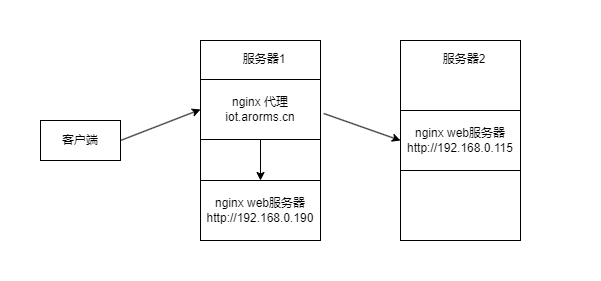 服务器1
服务器2
nginx 代理
iot.arorms.cn
客户端
nginx web服务器
http://192.168.0.115
nginx web服务器
http://192.168.0.190